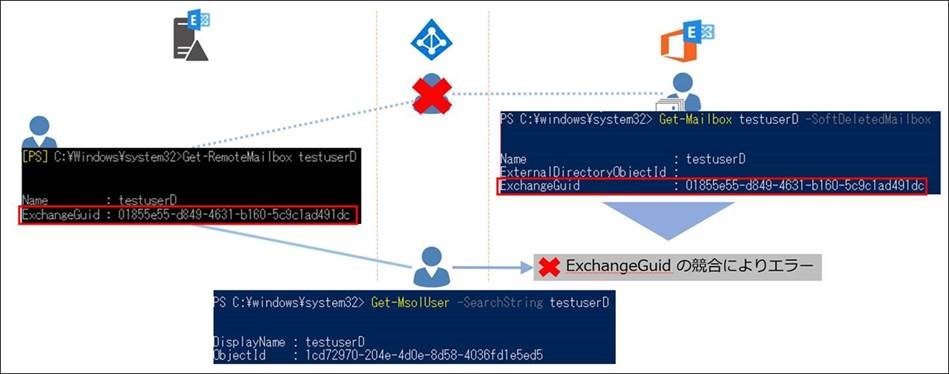 PS C:¥windows¥system32> Get-Mailbox testuserD -SoftDeletedMailbox
Name : testuserD
ExternalDirectoryObjectId :
ExchangeGuid : 01855e55-d849-4631-b160-5c9c1ad491dc
[PS] C:¥Windows¥system32>Get-RemoteMailbox testuserD
Name : testuserD
ExchangeGuid : 01855e55-d849-4631-b160-5c9c1ad491dc
ExchangeGuid の競合によりエラー
PS C:¥windows¥system32> Get-MsolUser -SearchString testuserD
DisplayName : testuserD
ObjectId : 1cd72970-204e-4d0e-8d58-4036fd1e5ed5